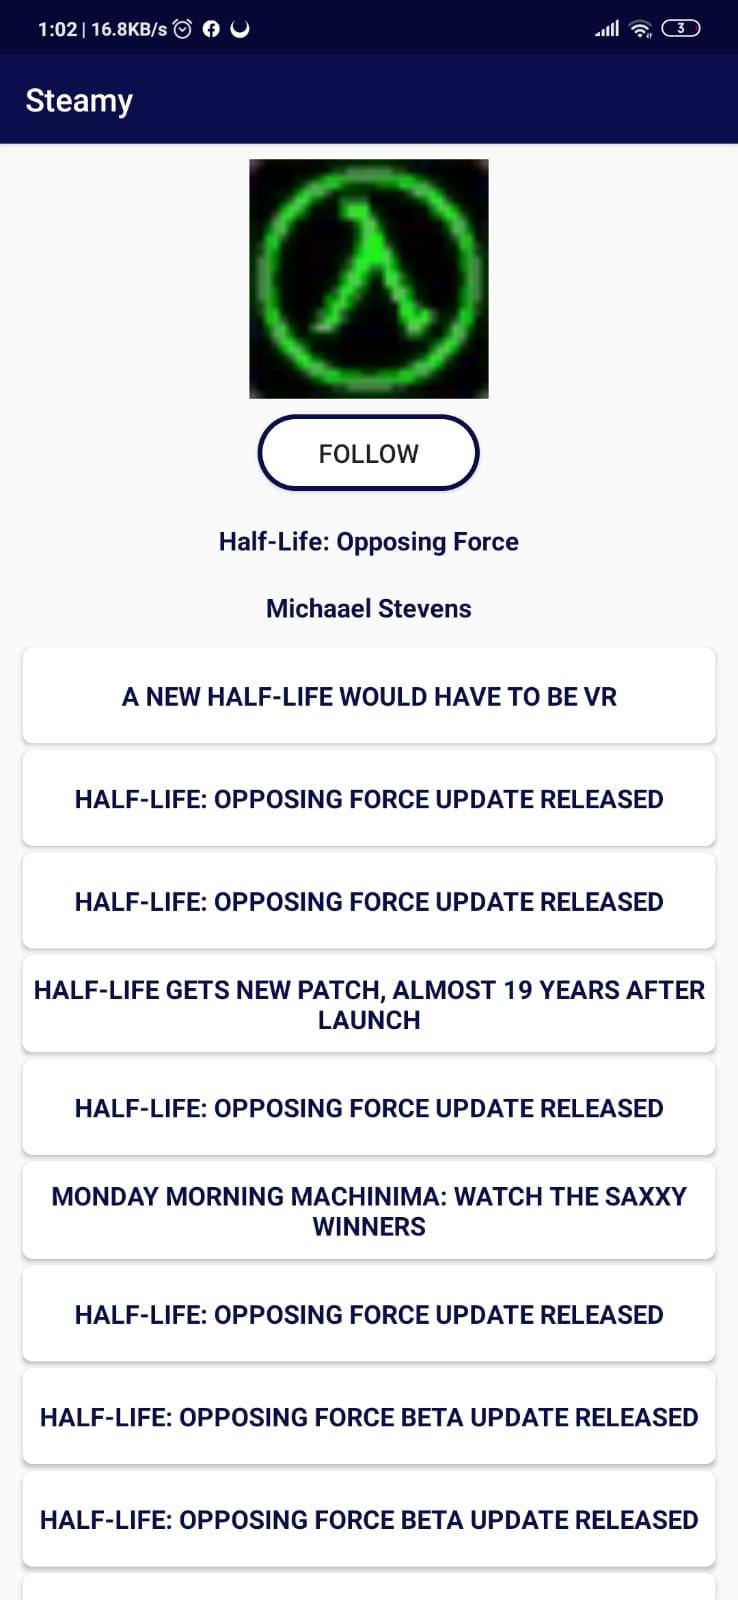 1:02 | 16.8KB/s
3
Steamy
λ
FOLLOW
Half-Life: Opposing Force
Michaael Stevens
A NEW HALF-LIFE WOULD HAVE TO BE VR
HALF-LIFE: OPPOSING FORCE UPDATE RELEASED
HALF-LIFE: OPPOSING FORCE UPDATE RELEASED
HALF-LIFE GETS NEW PATCH, ALMOST 19 YEARS AFTER
LAUNCH
HALF-LIFE: OPPOSING FORCE UPDATE RELEASED
MONDAY MORNING MACHINIMA: WATCH THE SAXXY
WINNERS
HALF-LIFE: OPPOSING FORCE UPDATE RELEASED
HALF-LIFE: OPPOSING FORCE BETA UPDATE RELEASED
HALF-LIFE: OPPOSING FORCE BETA UPDATE RELEASED